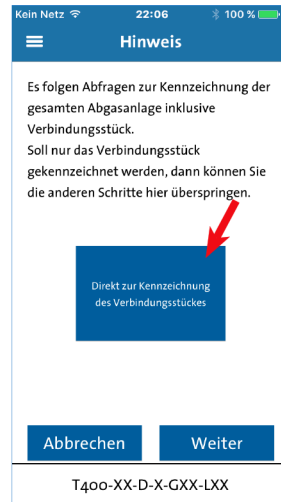 Kein Netz 22:06 100 %
Hinweis
Es folgen Abfragen zur Kennzeichnung der
gesamten Abgasanlage inklusive
Verbindungsstück.
Soll nur das Verbindungsstück
gekennzeichnet werden, dann können Sie
die anderen Schritte hier überspringen.
Direkt zur Kennzeichnung
des Verbindungsstückes
Abbrechen Weiter
T400-XX-D-X-GXX-LXX